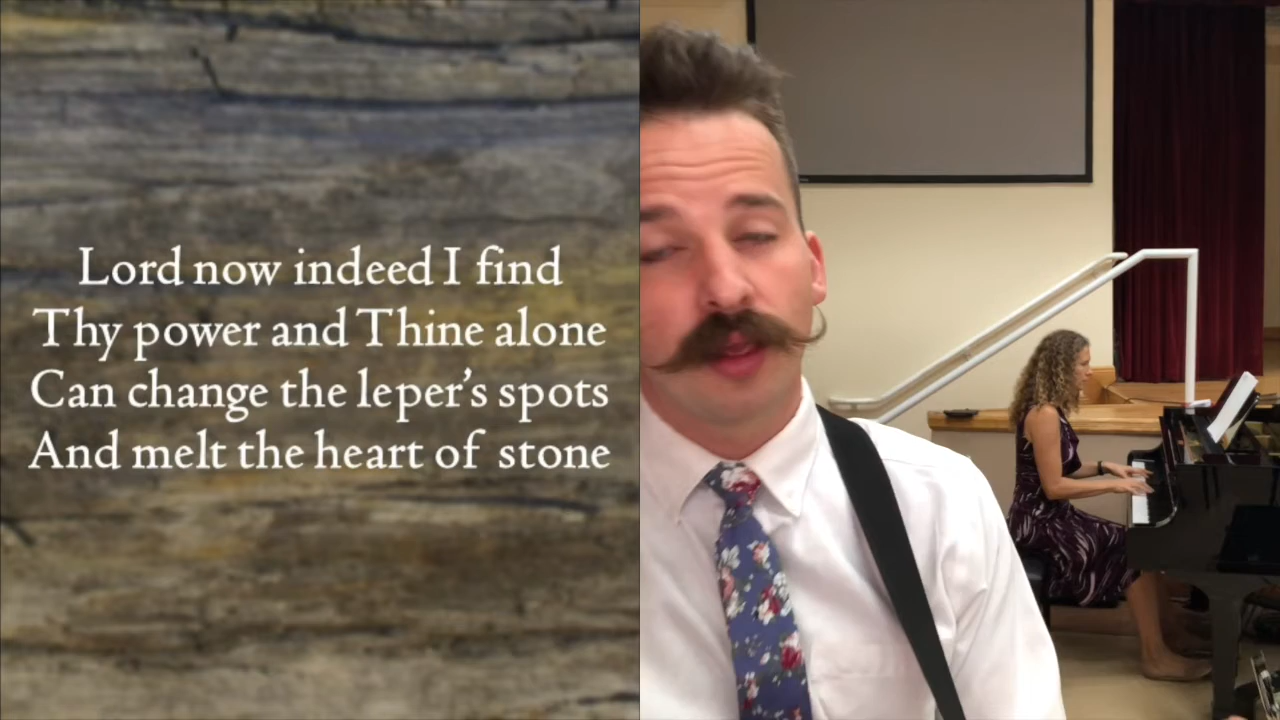 Lord now indeed I find
Thy power and Thine alone
Can change the leper's spots
And melt the heart of stone